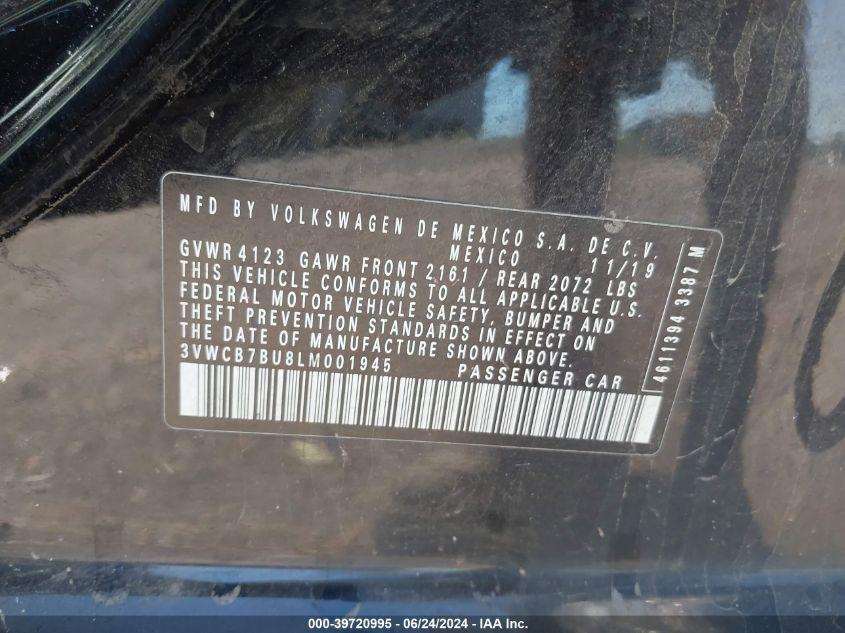 MFD BY VOLKSWAGEN DE MEXICO S.A. DE C.V.
MEXICO 11/19
GVWR 4123 GAWR FRONT 2161 / REAR 2072 LBS
THIS VEHICLE CONFORMS TO ALL APPLICABLE U.S.
FEDERAL MOTOR VEHICLE SAFETY, BUMPER AND
THEFT PREVENTION STANDARDS IN EFFECT ON
THE DATE OF MANUFACTURE SHOWN ABOVE.
3VWCB7BU8LM001945 PASSENGER CAR
4611394 3387 M
000-39720995 - 06/24/2024 - IAA Inc.